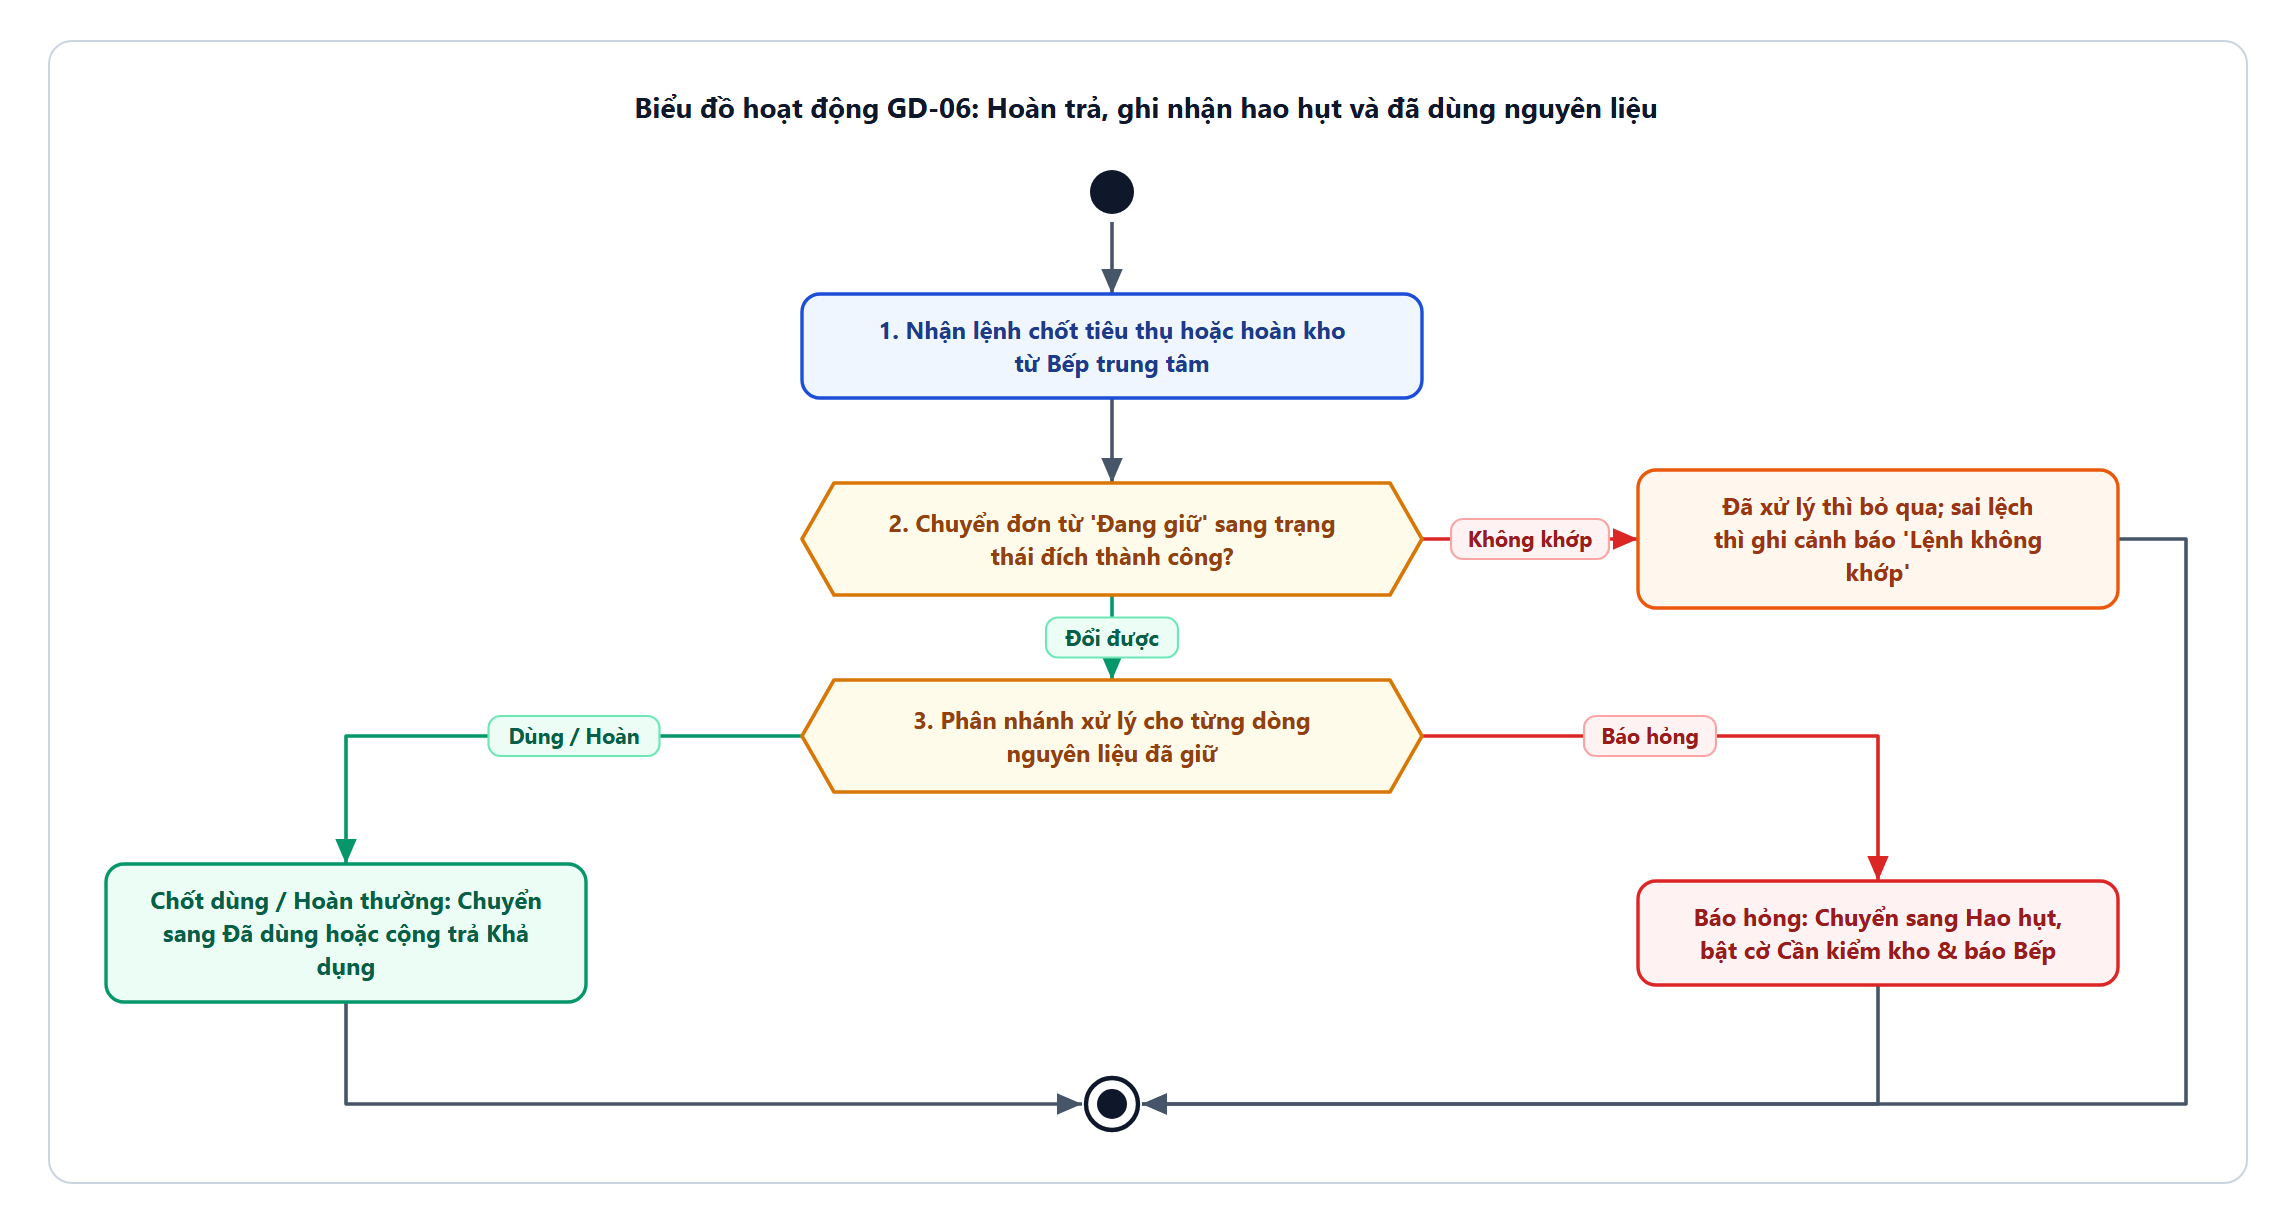 Biểu đồ hoạt động GD-06: Hoàn trả, ghi nhận hao hụt và đã dùng nguyên liệu
1. Nhận lệnh chốt tiêu thụ hoặc hoàn kho
từ Bếp trung tâm
2. Chuyển đơn từ 'Đang giữ' sang trạng
thái đích thành công?
Không khớp
Đã xử lý thì bỏ qua; sai lệch
thì ghi cảnh báo 'Lệnh không
khớp'
Đổi được
3. Phân nhánh xử lý cho từng dòng
nguyên liệu đã giữ
Dùng / Hoàn
Báo hỏng
Chốt dùng / Hoàn thường: Chuyển
sang Đã dùng hoặc cộng trả Khả
dụng
Báo hỏng: Chuyển sang Hao hụt,
bật cờ Cần kiểm kho & báo Bếp